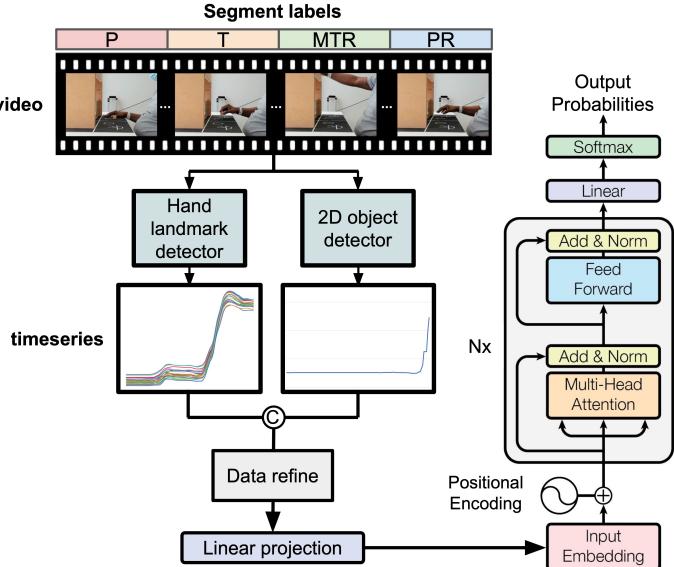 Segment labels
P T MTR PR
video
Hand
landmark
detector
2D object
detector
timeseries
C
Data refine
Linear projection
Output
Probabilities
Softmax
Linear
Add & Norm
Feed
Forward
Nx
Add & Norm
Multi-Head
Attention
Positional
Encoding
Input
Embedding